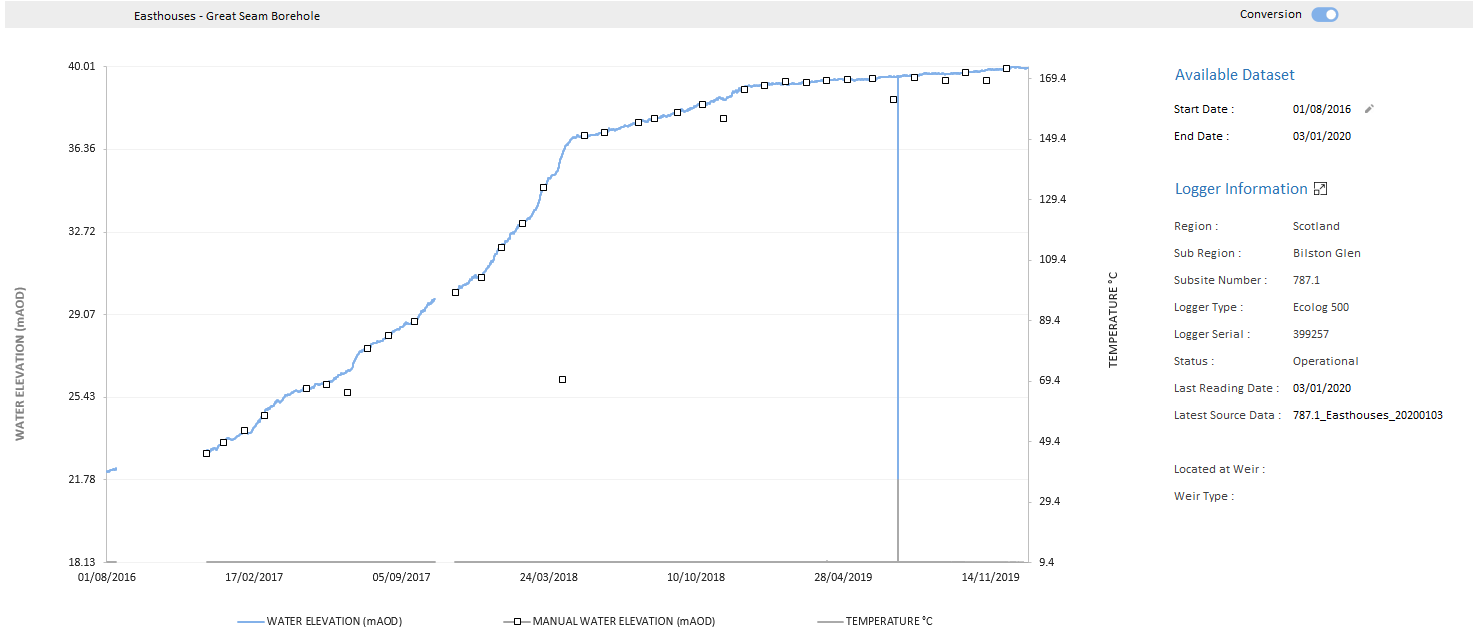 Easthouses - Great Seam Borehole
Conversion
40.01
36.36
32.72
29.07
25.43
21.78
18.13
WATER ELEVATION (mAOD)
169.4
149.4
129.4
109.4
89.4
69.4
49.4
29.4
9.4
TEMPERATURE °C
01/08/2016
17/02/2017
05/09/2017
24/03/2018
10/10/2018
28/04/2019
14/11/2019
WATER ELEVATION (mAOD)
MANUAL WATER ELEVATION (mAOD)
TEMPERATURE °C
Available Dataset
Start Date : 01/08/2016
End Date : 03/01/2020
Logger Information
Region : Scotland
Sub Region : Bilston Glen
Subsite Number : 787.1
Logger Type : Ecolog 500
Logger Serial : 399257
Status : Operational
Last Reading Date : 03/01/2020
Latest Source Data : 787.1_Easthouses_20200103
Located at Weir :
Weir Type :